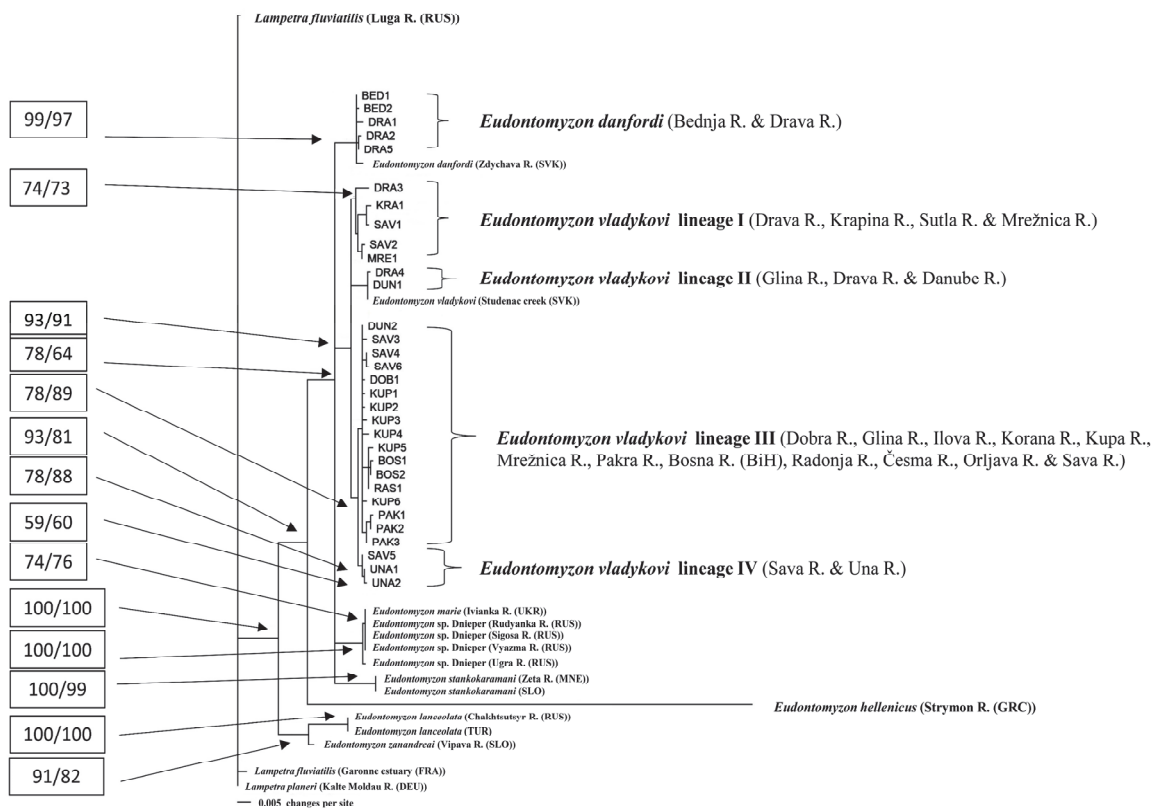 Lampetra fluviatilis (Luga R. (RUS))
99/97
BED1
BED2
DRA1
DRA2
DRA5
Eudontomyzon danfordi (Bednja R. & Drava R.)
Eudontomyzon danfordi (Zdychava R. (SVK))
74/73
DRA3
KRA1
SAV1
SAV2
MRE1
Eudontomyzon vladykovi lineage I (Drava R., Krapina R., Sutla R. & Mrežnica R.)
DRA4
DUN1
Eudontomyzon vladykovi lineage II (Glina R., Drava R. & Danube R.)
Eudontomyzon vladykovi (Studenac creek (SVK))
93/91
78/64
78/89
93/81
78/88
59/60
74/76
100/100
100/100
100/99
100/100
91/82
DUN2
SAV3
SAV4
SAV6
DOB1
KUP1
KUP2
KUP3
KUP4
KUP5
BOS1
BOS2
RAS1
KUP6
PAK1
PAK2
PAK3
Eudontomyzon vladykovi lineage III (Dobra R., Glina R., Ilova R., Korana R., Kupa R.,
Mrežnica R., Pakra R., Bosna R. (BiH), Radonja R., Česma R., Orljava R. & Sava R.)
SAV5
UNA1
UNA2
Eudontomyzon vladykovi lineage IV (Sava R. & Una R.)
Eudontomyzon marie (Ivianka R. (UKR))
Eudontomyzon sp. Dnieper (Rudyanka R. (RUS))
Eudontomyzon sp. Dnieper (Sigosa R. (RUS))
Eudontomyzon sp. Dnieper (Vyazma R. (RUS))
Eudontomyzon sp. Dnieper (Ugra R. (RUS))
Eudontomyzon stankokaramani (Zeta R. (MNE))
Eudontomyzon stankokaramani (SLO)
Eudontomyzon hellenicus (Strymon R. (GRC))
Eudontomyzon lanceolata (Chakhtsutsyr R. (RUS))
Eudontomyzon lanceolata (TUR)
Eudontomyzon zanandreai (Vipava R. (SLO))
Lampetra fluviatilis (Garonne estuary (FRA))
Lampetra planeri (Kalte Moldau R. (DEU))
0.005 changes per site